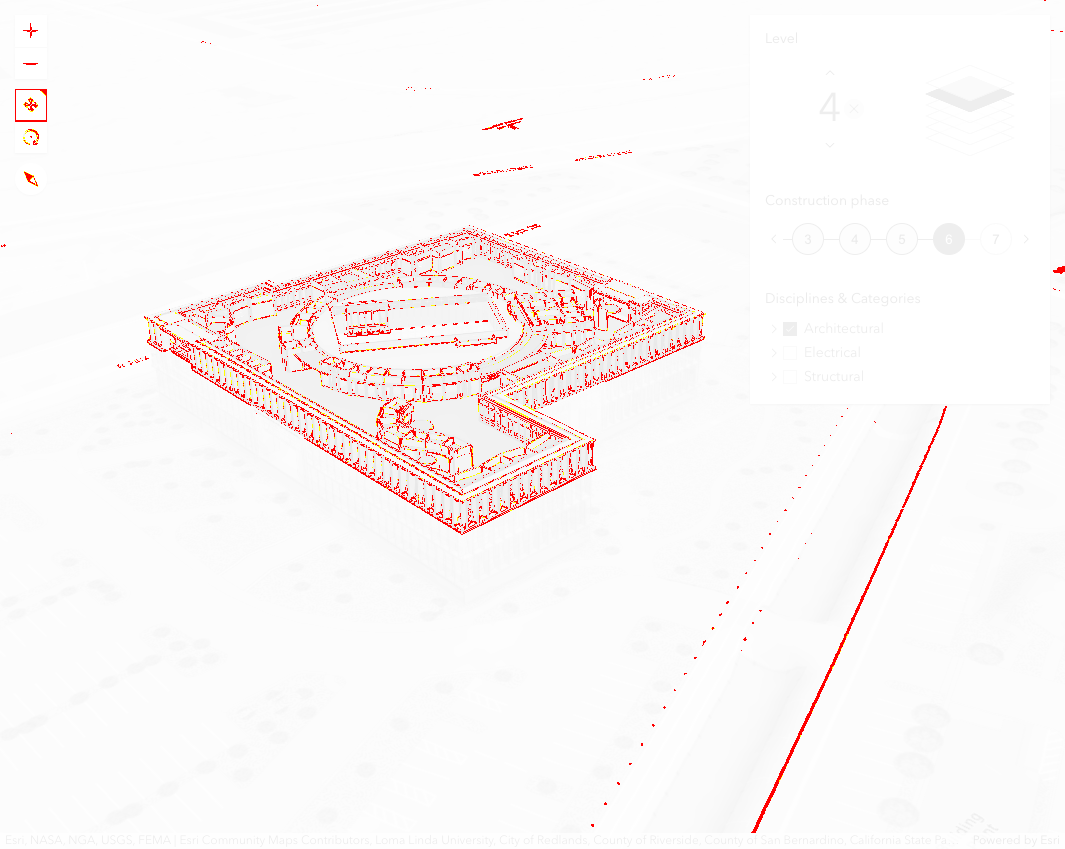 Level
4
Construction phase
3 4 5 6 7
Disciplines & Categories
Architectural
Electrical
Structural
Esri, NASA, NGA, USGS, FEMA | Esri Community Maps Contributors, Loma Linda University, City of Redlands, County of Riverside, County of San Bernardino, California State Pa... Powered by Esri